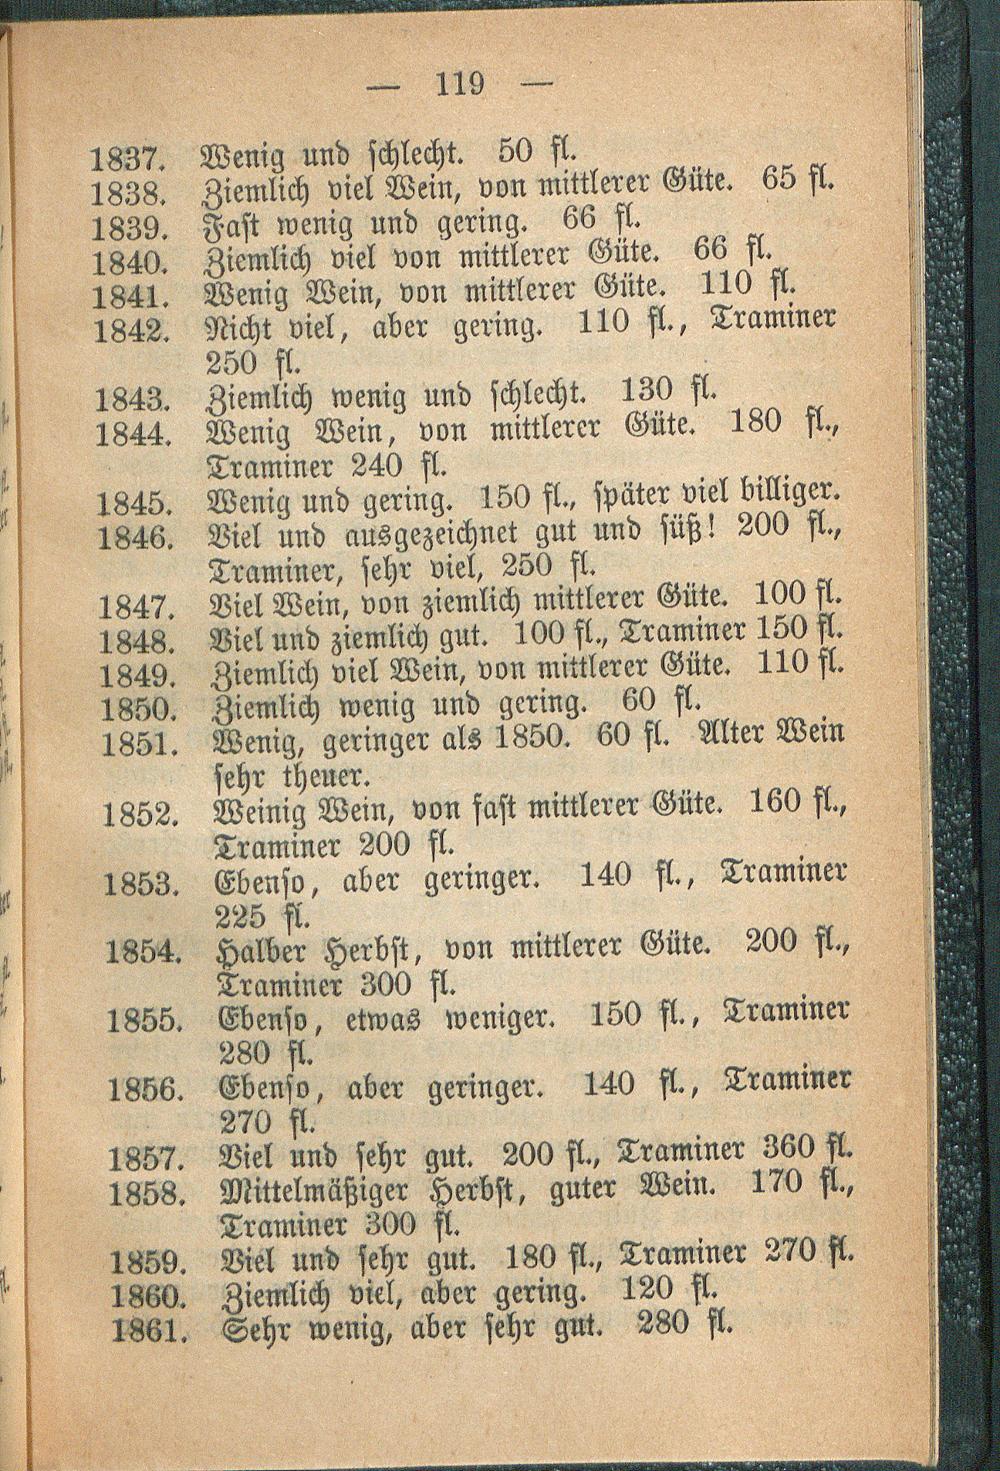 — 119 —
1837. Wenig und schlecht. 50 fl.
1838. Ziemlich viel Wein, von mittlerer Güte. 65 fl.
1839. Fast wenig und gering. 66 fl.
1840. Ziemlich viel von mittlerer Güte. 66 fl.
1841. Wenig Wein, von mittlerer Güte. 110 fl.
1842. Nicht viel, aber gering. 110 fl., Traminer
250 fl.
1843. Ziemlich wenig und schlecht. 130 fl.
1844. Wenig Wein, von mittlerer Güte. 180 fl.,
Traminer 240 fl.
1845. Wenig und gering. 150 fl., später viel billiger.
1846. Viel und ausgezeichnet gut und süß! 200 fl.,
Traminer, sehr viel, 250 fl.
1847. Viel Wein, von ziemlich mittlerer Güte. 100 fl.
1848. Viel und ziemlich gut. 100 fl., Traminer 150 fl.
1849. Ziemlich viel Wein, von mittlerer Güte. 110 fl.
1850. Ziemlich wenig und gering. 60 fl.
1851. Wenig, geringer als 1850. 60 fl. Alter Wein
sehr theuer.
1852. Weinig Wein, von fast mittlerer Güte. 160 fl.,
Traminer 200 fl.
1853. Ebenso, aber geringer. 140 fl., Traminer
225 fl.
1854. Halber Herbst, von mittlerer Güte. 200 fl.,
Traminer 300 fl.
1855. Ebenso, etwas weniger. 150 fl., Traminer
280 fl.
1856. Ebenso, aber geringer. 140 fl., Traminer
270 fl.
1857. Viel und sehr gut. 200 fl., Traminer 360 fl.
1858. Mittelmäßiger Herbst, guter Wein. 170 fl.,
Traminer 300 fl.
1859. Viel und sehr gut. 180 fl., Traminer 270 fl.
1860. Ziemlich viel, aber gering. 120 fl.
1861. Sehr wenig, aber sehr gut. 280 fl.